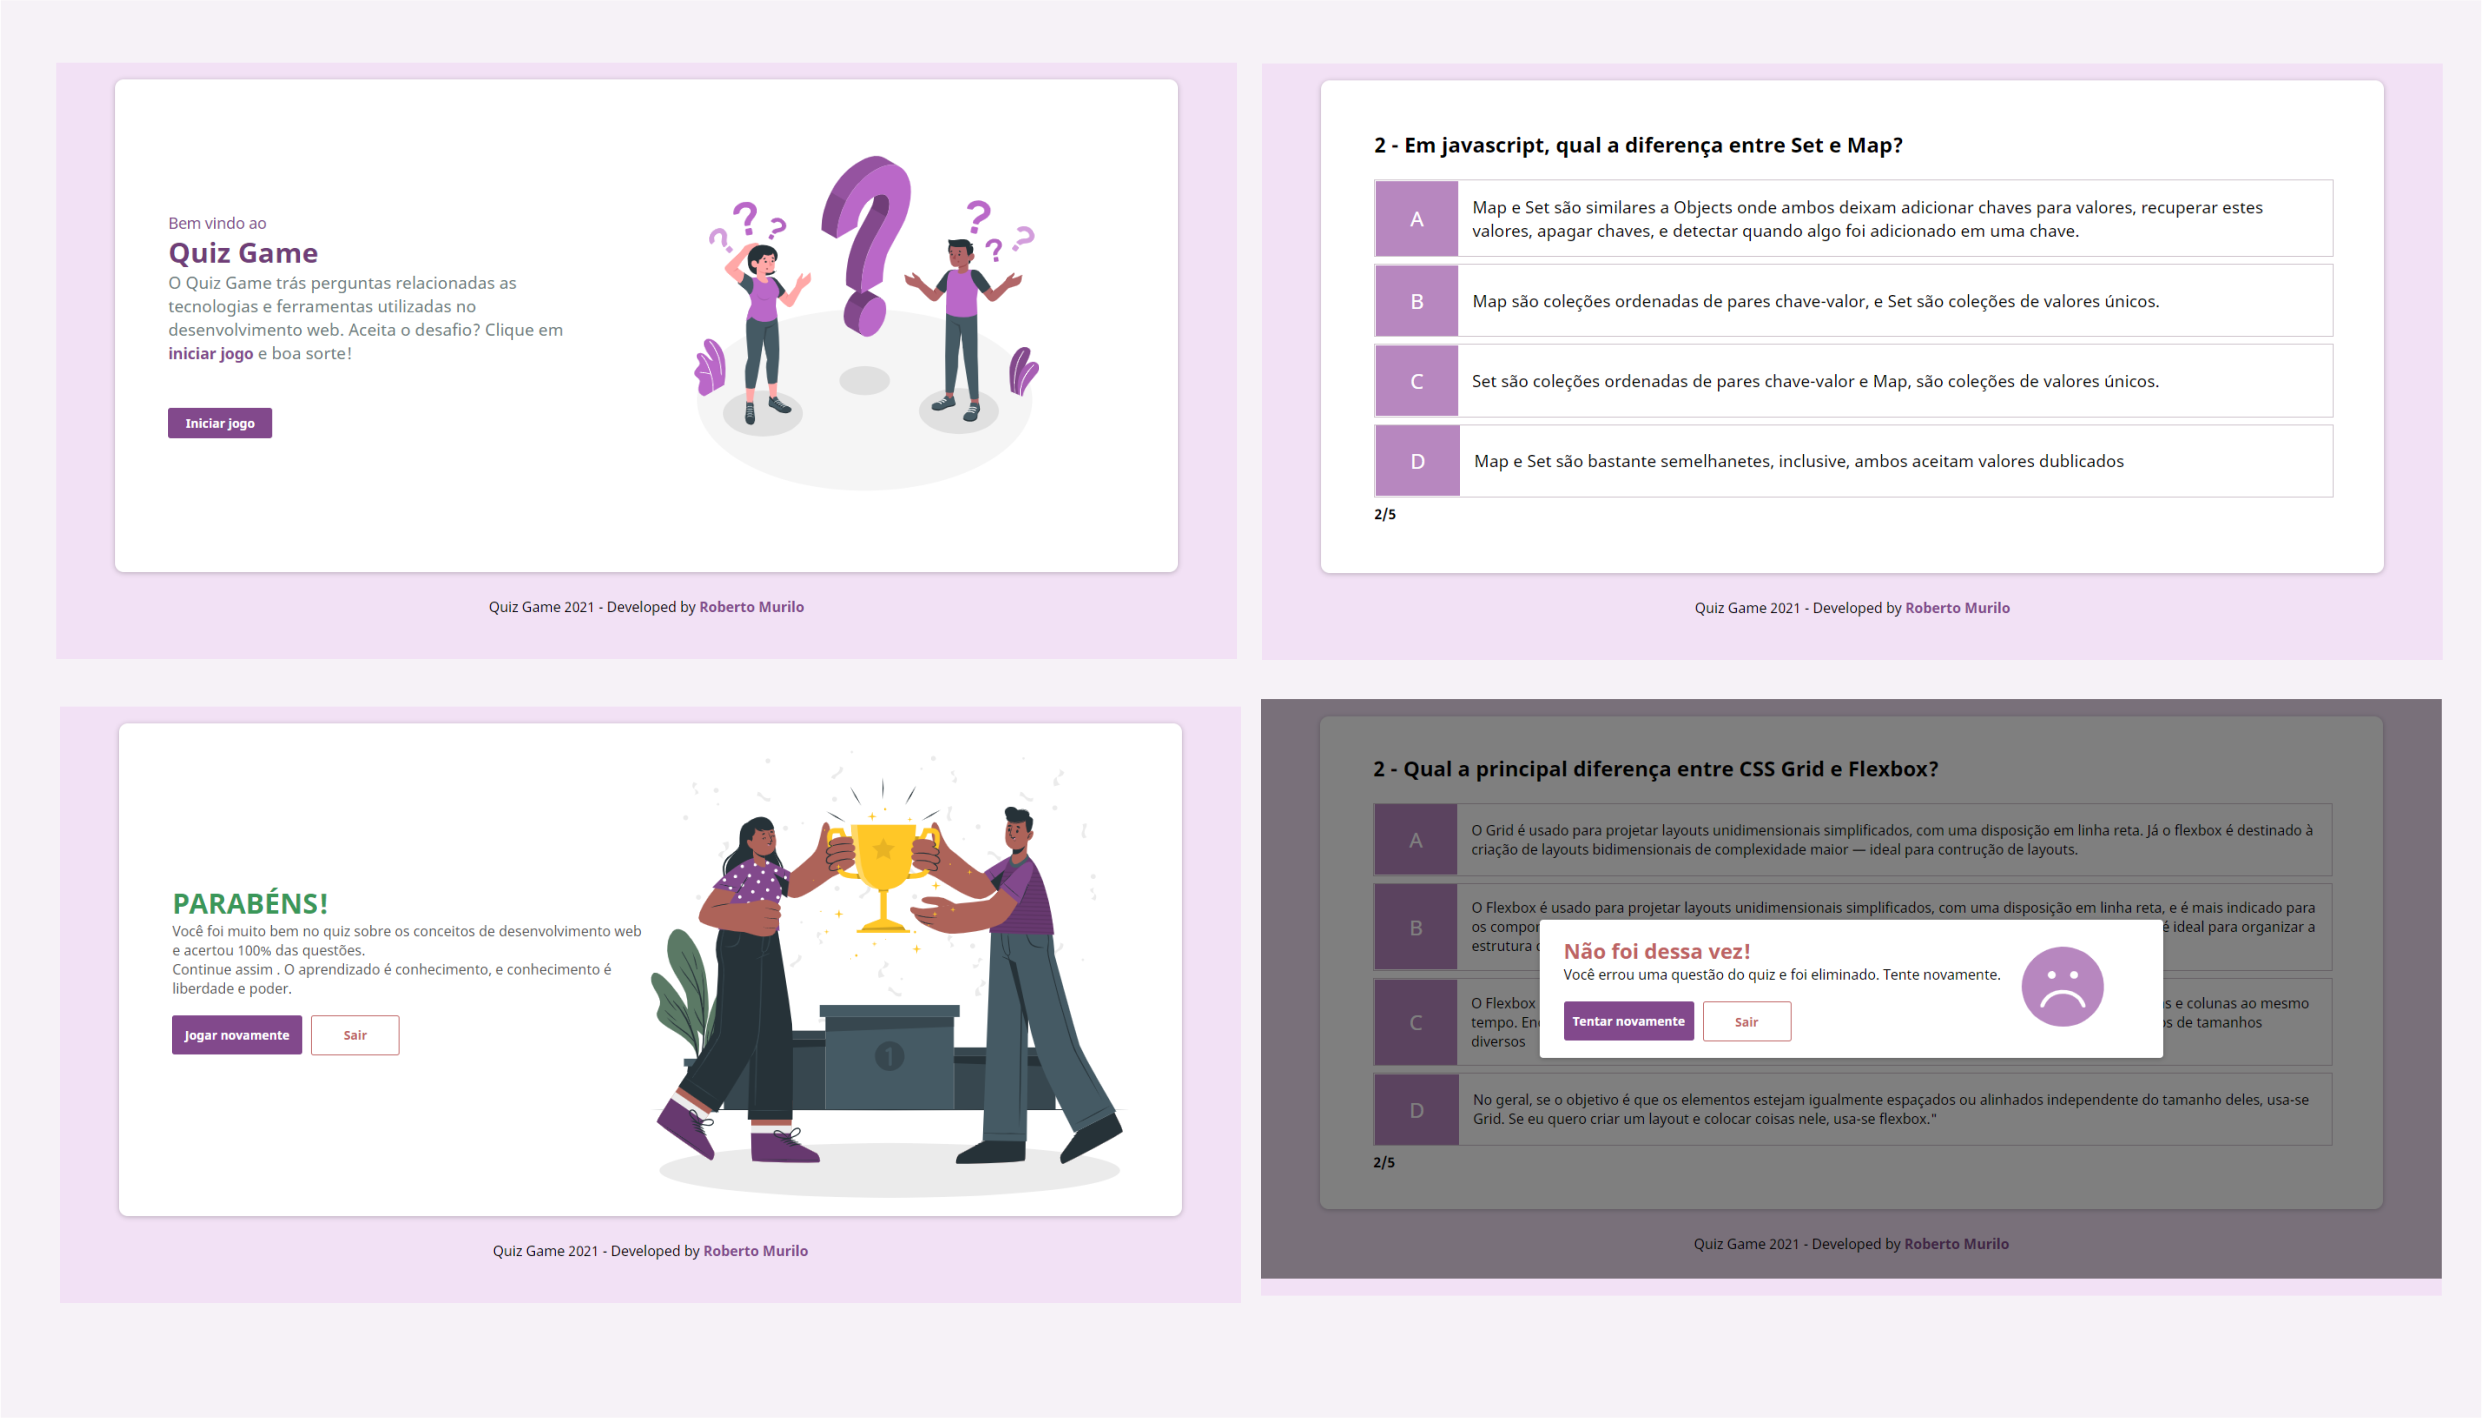 Bem vindo ao
Quiz Game
O Quiz Game trás perguntas relacionadas as
tecnologias e ferramentas utilizadas no
desenvolvimento web. Aceita o desafio? Clique em
iniciar jogo e boa sorte!
Iniciar jogo
Quiz Game 2021 - Developed by Roberto Murilo
2 - Em javascript, qual a diferença entre Set e Map?
A
Map e Set são similares a Objects onde ambos deixam adicionar chaves para valores, recuperar estes
valores, apagar chaves, e detectar quando algo foi adicionado em uma chave.
B
Map são coleções ordenadas de pares chave-valor, e Set são coleções de valores únicos.
C
Set são coleções ordenadas de pares chave-valor e Map, são coleções de valores únicos.
D
Map e Set são bastante semelhanetes, inclusive, ambos aceitam valores dublicados
2/5
Quiz Game 2021 - Developed by Roberto Murilo
PARABÉNS!
Você foi muito bem no quiz sobre os conceitos de desenvolvimento web
e acertou 100% das questões.
Continue assim . O aprendizado é conhecimento, e conhecimento é
liberdade e poder.
Jogar novamente
Sair
1
Quiz Game 2021 - Developed by Roberto Murilo
2 - Qual a principal diferença entre CSS Grid e Flexbox?
A
O Grid é usado para projetar layouts unidimensionais simplificados, com uma disposição em linha reta. Já o flexbox é destinado à
criação de layouts bidimensionais de complexidade maior — ideal para contrução de layouts.
B
O Flexbox é usado para projetar layouts unidimensionais simplificados, com uma disposição em linha reta, e é mais indicado para
os é ideal para organizar a
estrutura
Não foi dessa vez!
Você errou uma questão do quiz e foi eliminado. Tente novamente.
Tentar novamente
Sair
C
O Flexbox e colunas ao mesmo
tempo. de tamanhos
diversos
D
No geral, se o objetivo é que os elementos estejam igualmente espaçados ou alinhados independente do tamanho deles, usa-se
Grid. Se eu quero criar um layout e colocar coisas nele, usa-se flexbox."
2/5
Quiz Game 2021 - Developed by Roberto Murilo